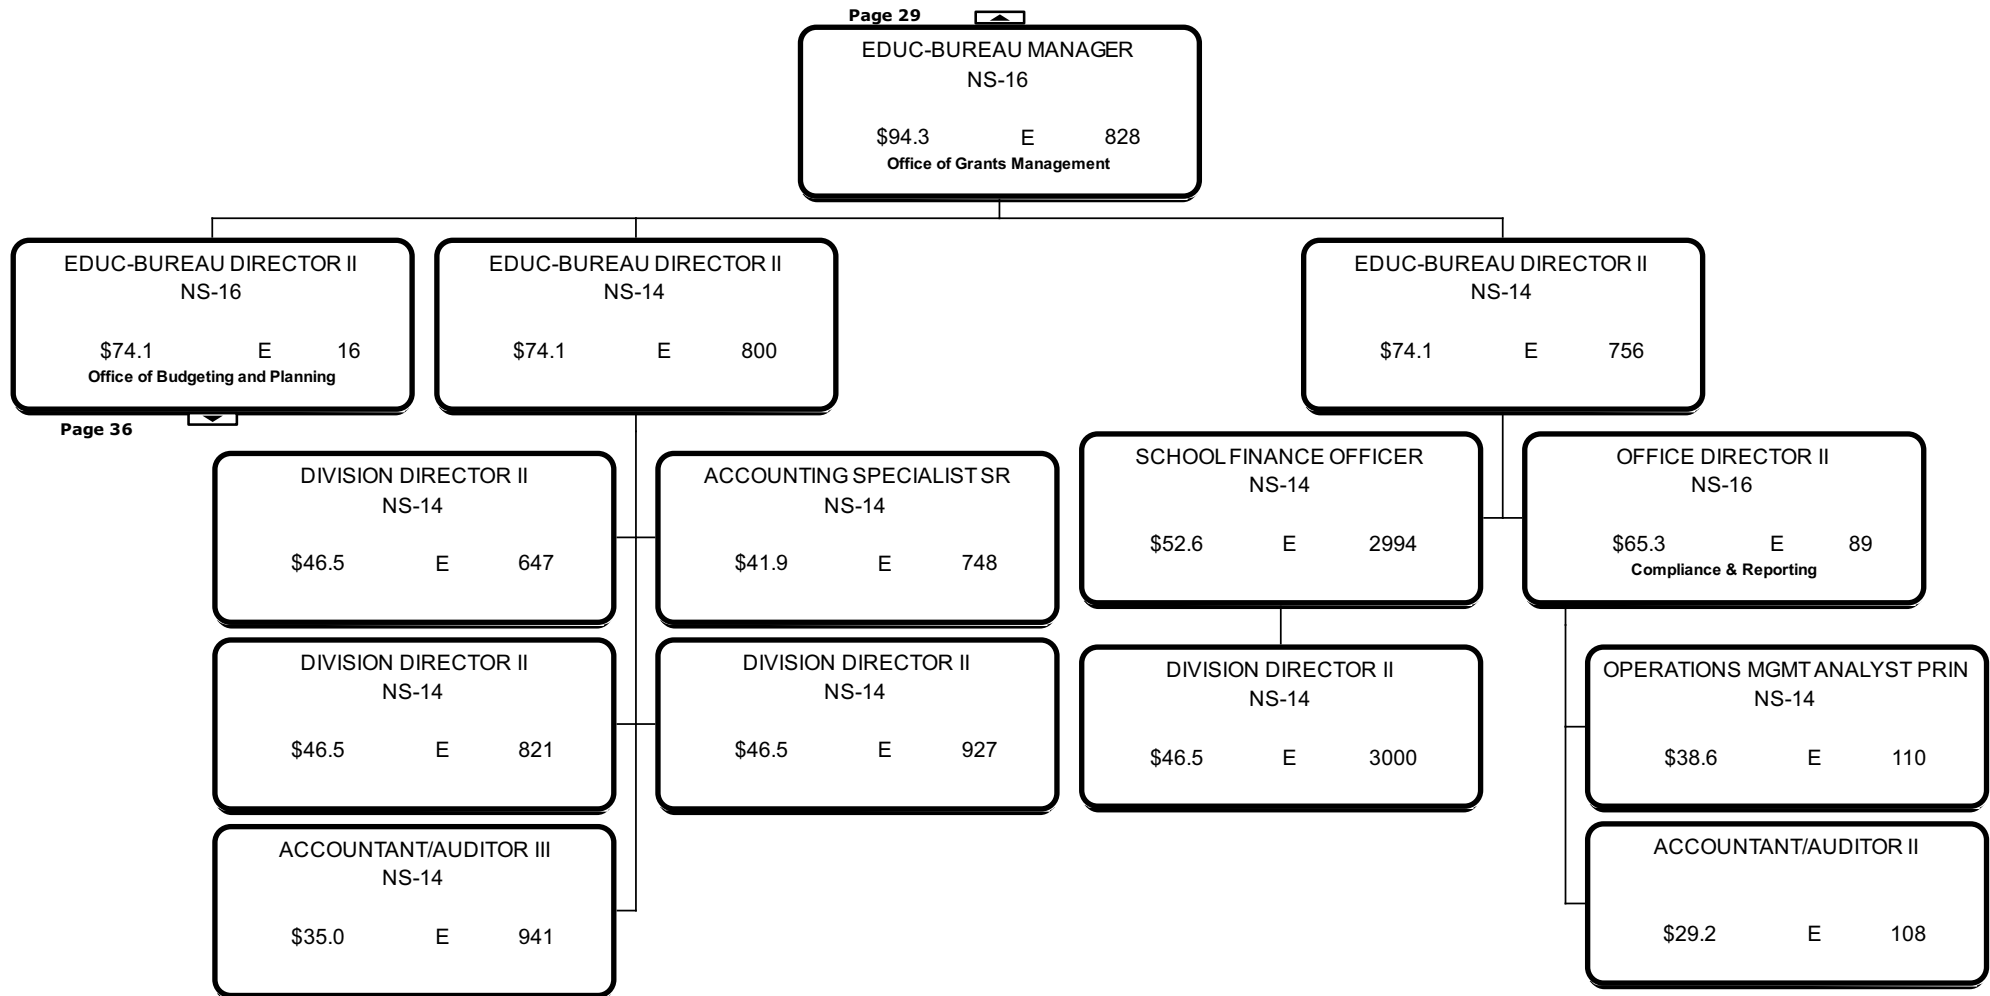 Page 29
EDUC-BUREAU MANAGER
NS-16
$94.3 E 828
Office of Grants Management
EDUC-BUREAU DIRECTOR II
NS-16
$74.1 E 16
Office of Budgeting and Planning
Page 36
EDUC-BUREAU DIRECTOR II
NS-14
$74.1 E 800
EDUC-BUREAU DIRECTOR II
NS-14
$74.1 E 756
DIVISION DIRECTOR II
NS-14
$46.5 E 647
ACCOUNTING SPECIALIST SR
NS-14
$41.9 E 748
SCHOOL FINANCE OFFICER
NS-14
$52.6 E 2994
OFFICE DIRECTOR II
NS-16
$65.3 E 89
Compliance & Reporting
DIVISION DIRECTOR II
NS-14
$46.5 E 821
DIVISION DIRECTOR II
NS-14
$46.5 E 927
DIVISION DIRECTOR II
NS-14
$46.5 E 3000
OPERATIONS MGMT ANALYST PRIN
NS-14
$38.6 E 110
ACCOUNTANT/AUDITOR III
NS-14
$35.0 E 941
ACCOUNTANT/AUDITOR II
$29.2 E 108